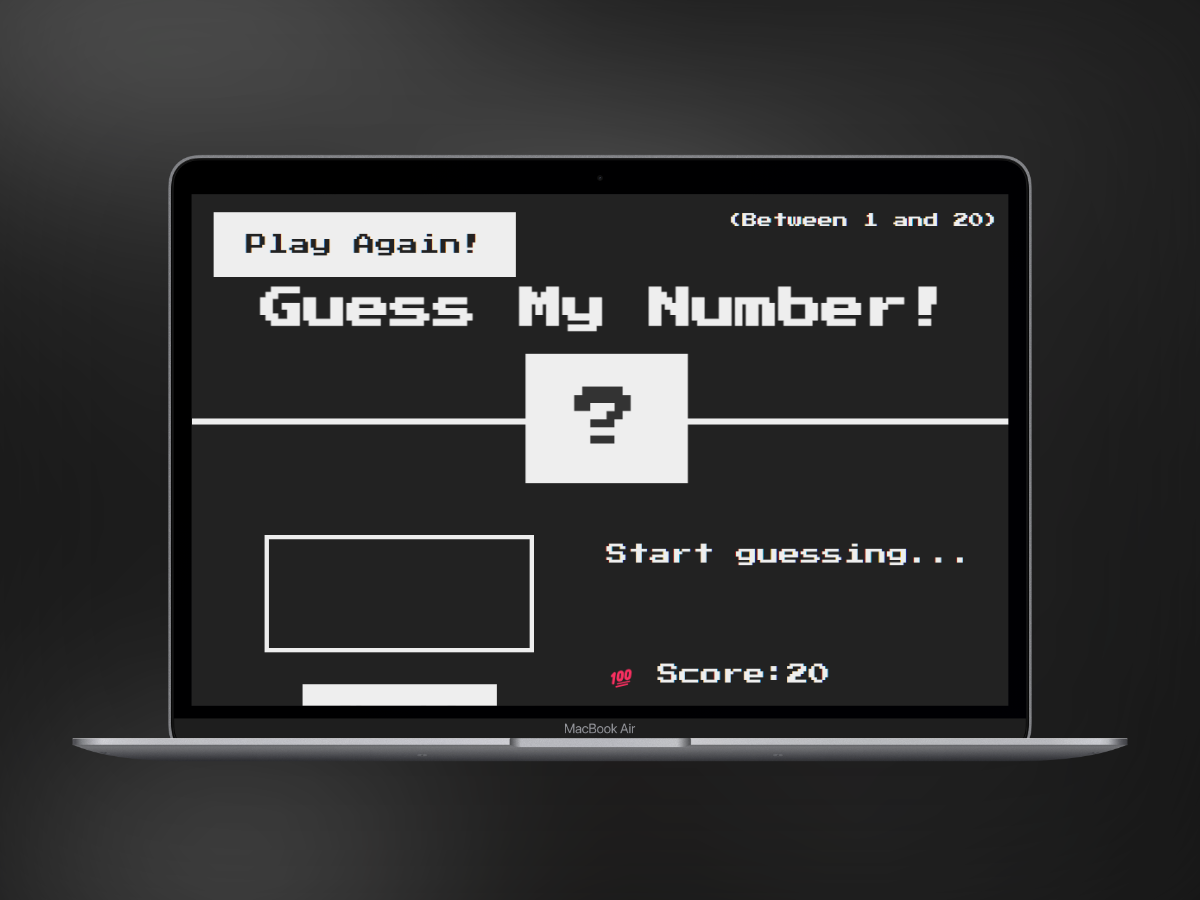 Play Again!
(Between 1 and 20)
Guess My Number!
?
Start guessing...
💯 Score:20
MacBook Air